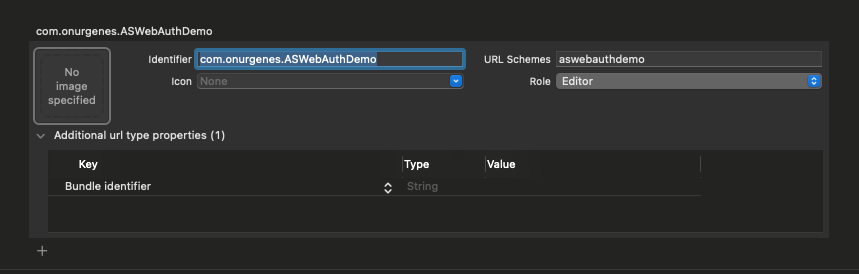 com.onurgenes.ASWebAuthDemo
No
image
specified
Identifier com.onurgenes.ASWebAuthDemo URL Schemes aswebauthdemo
Icon None Role Editor
Additional url type properties (1)
Key Type Value
Bundle identifier String